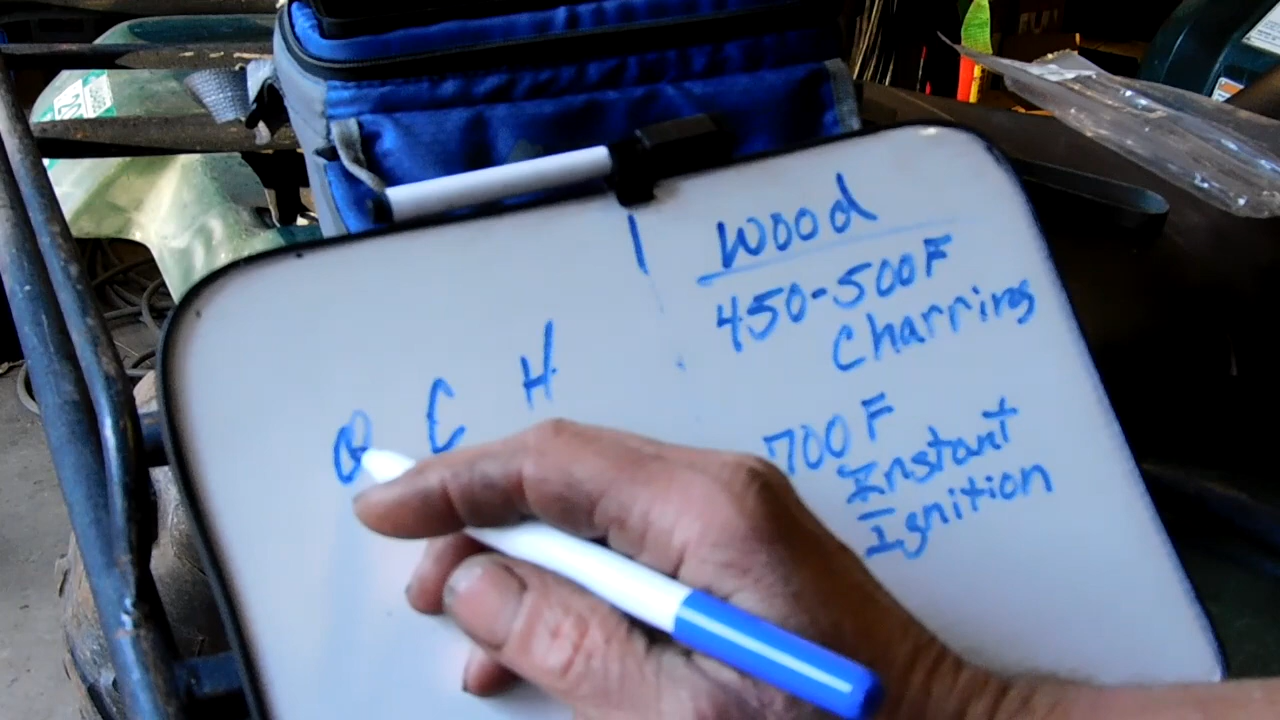 O C H
Wood
450-500F
Charring
700F
Instant
Ignition